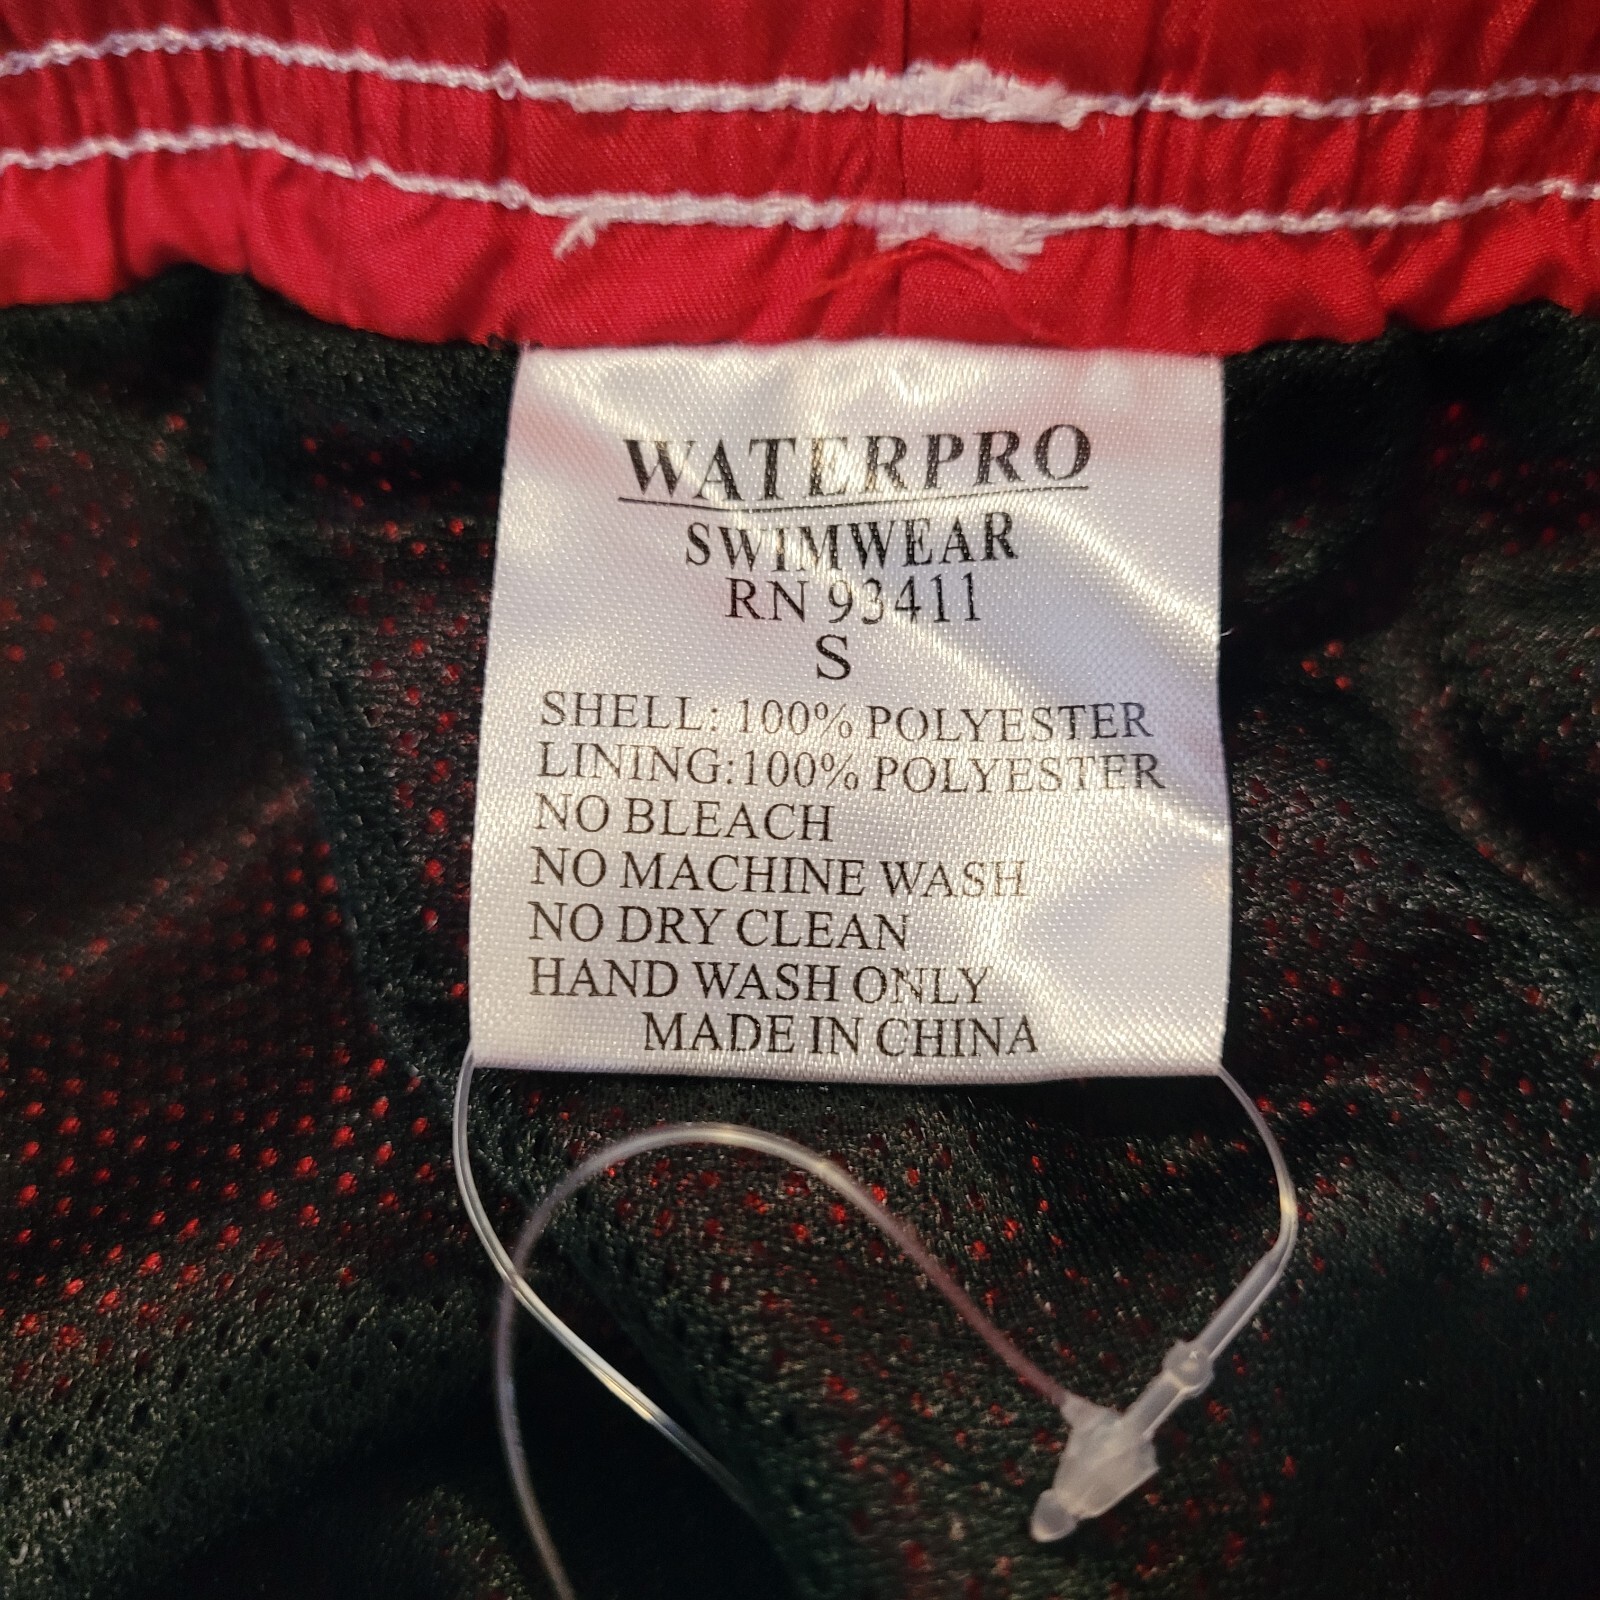 WATERPRO
SWIMWEAR
RN 93411
S
SHELL: 100% POLYESTER
LINING:100% POLYESTER
NO BLEACH
NO MACHINE WASH
NO DRY CLEAN
HAND WASH ONLY
MADE IN CHINA